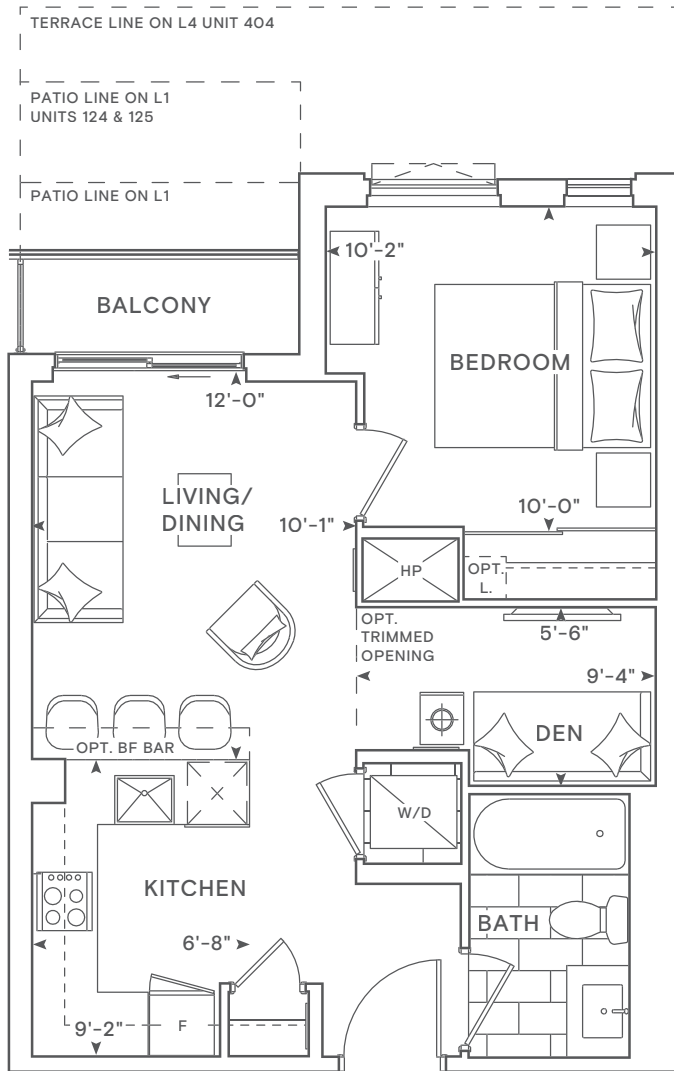 TERRACE LINE ON L4 UNIT 404
PATIO LINE ON L1
UNITS 124 & 125
PATIO LINE ON L1
10'-2"
BALCONY
BEDROOM
12'-0"
LIVING/
DINING
10'-1"
10'-0"
HP
OPT.
L.
OPT.
TRIMMED
OPENING
5'-6"
9'-4"
DEN
OPT. BF BAR
W/D
KITCHEN
BATH
6'-8"
9'-2"
F